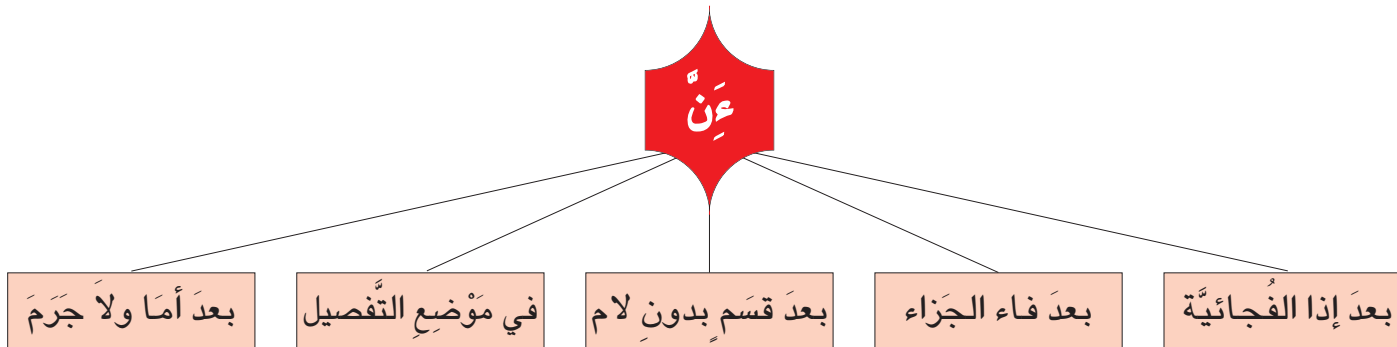 ءَِنَّ
بعدَ إذا الفُجائيَّة
بعدَ فاء الجَزاء
بعدَ قسَمٍ بدونِ لام
في مَوْضِعِ التَّفصيل
بعدَ أمَا ولاَ جَرَمَ